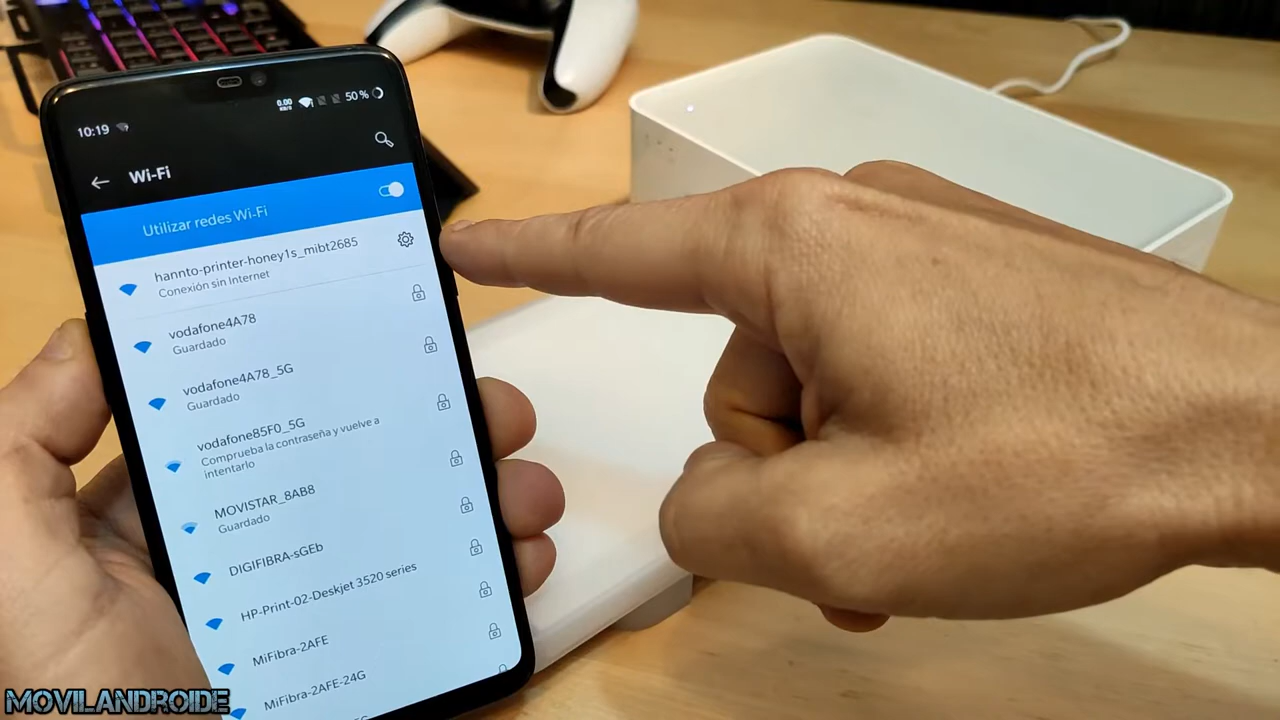 10:19
0.00
KB/S
50 %
Wi-Fi
Utilizar redes Wi-Fi
hannto-printer-honey1s_mibt2685
Conexión sin Internet
vodafone4A78
Guardado
vodafone4A78_5G
Guardado
vodafone85F0_5G
Comprueba la contraseña y vuelve a
intentarlo
MOVISTAR_8AB8
Guardado
DIGIFIBRA-sGEb
HP-Print-02-Deskjet 3520 series
MiFibra-2AFE
MiFibra-2AFE-24G
MOVILANDROIDE